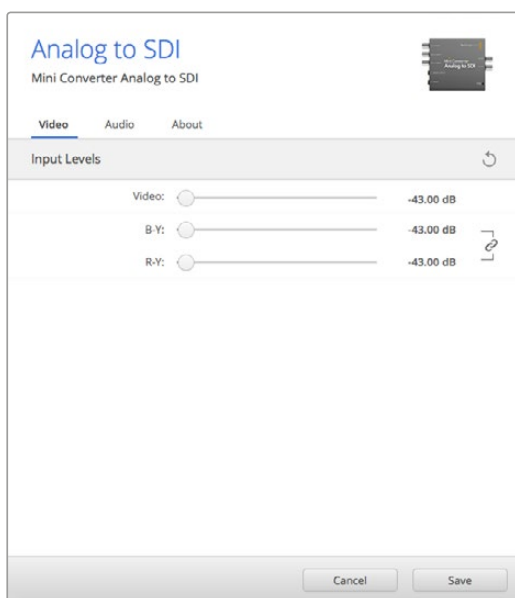 Analog to SDI
Mini Converter Analog to SDI
Video Audio About
Input Levels
Video: -43.00 dB
B-Y: -43.00 dB
R-Y: -43.00 dB
Cancel Save